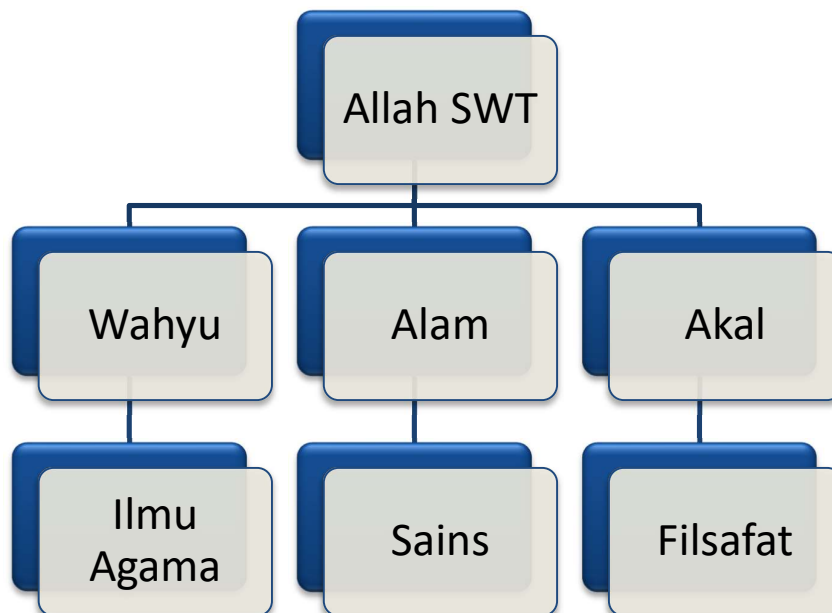 Allah SWT
Wahyu
Alam
Akal
Ilmu
Agama
Sains
Filsafat